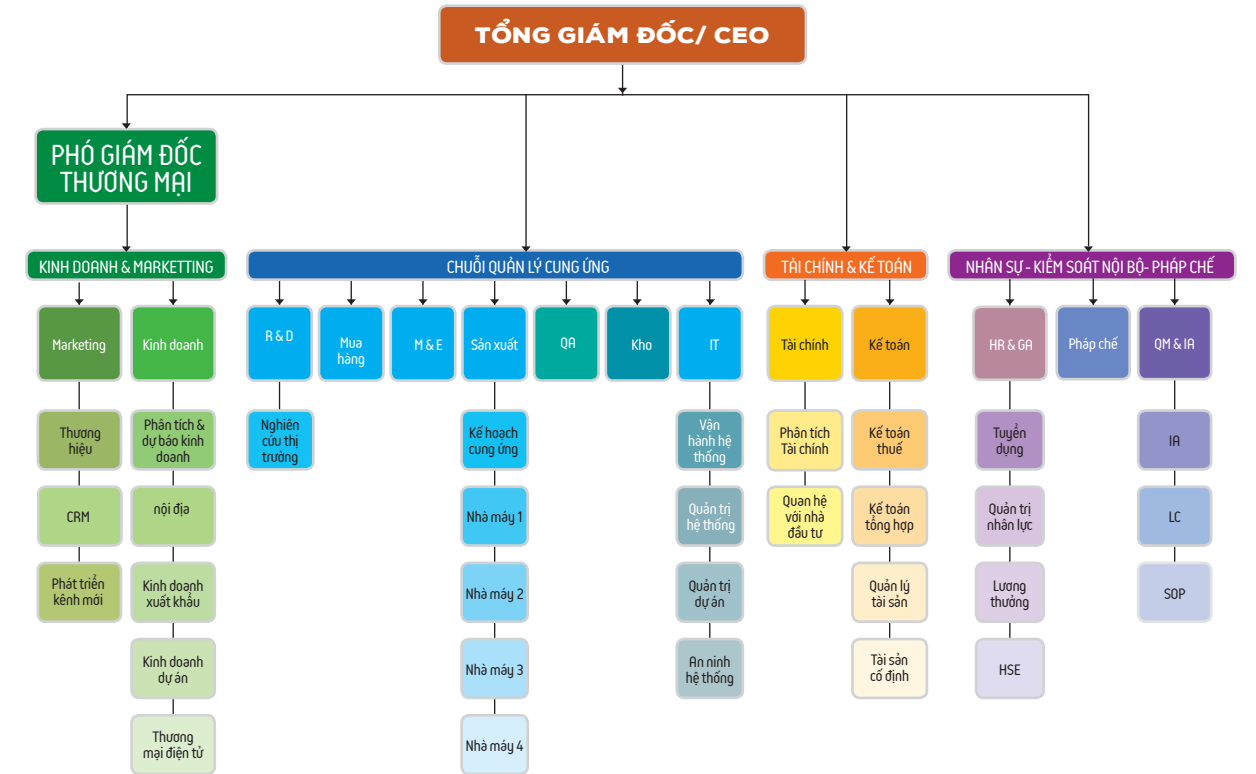 TỔNG GIÁM ĐỐC/ CEO
PHÓ GIÁM ĐỐC
THƯƠNG MẠI
KINH DOANH & MARKETTING
CHUỖI QUẢN LÝ CUNG ỨNG
TÀI CHÍNH & KẾ TOÁN
NHÂN SỰ - KIỂM SOÁT NỘI BỘ- PHÁP CHẾ
Marketing
Kinh doanh
R & D
Mua
hàng
M & E
Sản xuất
QA
Kho
IT
Tài chính
Kế toán
HR & GA
Pháp chế
QM & IA
Thương
hiệu
Phân tích &
dự báo kinh
doanh
Nghiên
cứu thị
trường
Kế hoạch
cung ứng
Vận
hành hệ
thống
Phân tích
Tài chính
Kế toán
thuế
Tuyển
dụng
IA
CRM
nội địa
Nhà máy 1
Quản trị
hệ thống
Quan hệ
với nhà
đầu tư
Kế toán
tổng hợp
Quản trị
nhân lực
LC
Phát triển
kênh mới
Kinh doanh
xuất khẩu
Nhà máy 2
Quản trị
dự án
Quản lý
tài sản
Lương
thưởng
SOP
Kinh doanh
dự án
Nhà máy 3
An ninh
hệ thống
Tài sản
cố định
HSE
Thương
mại điện tử
Nhà máy 4